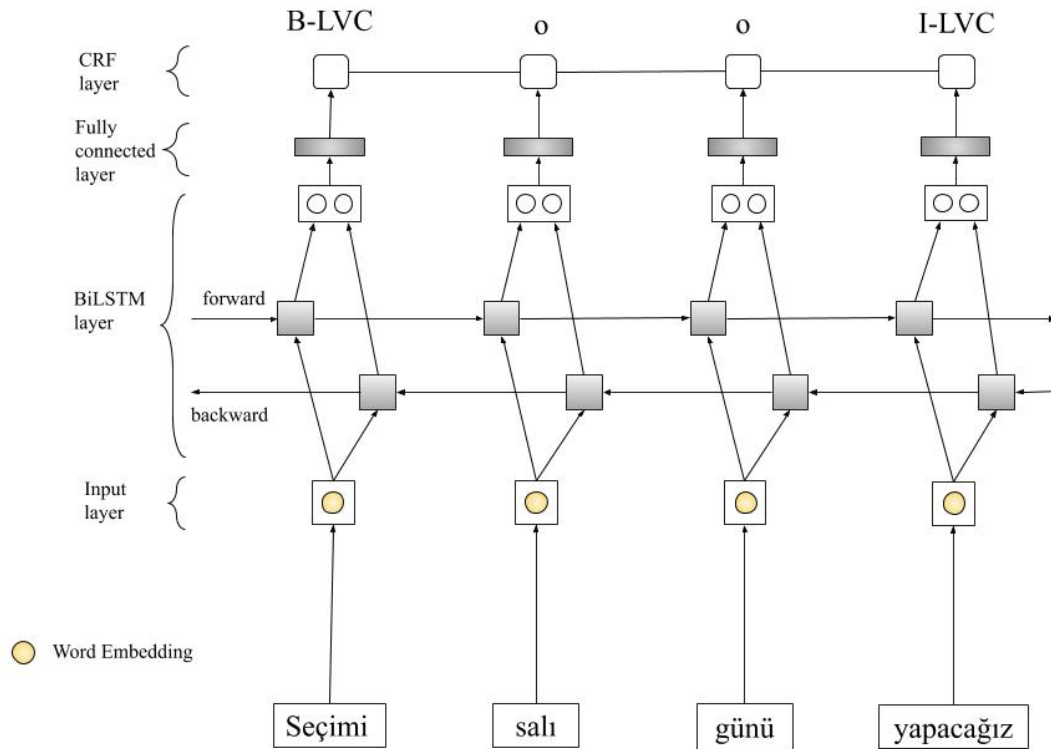 B-LVC o o I-LVC
CRF
layer
Fully
connected
layer
BiLSTM
layer
forward
backward
Input
layer
Word Embedding
Seçimi salı günü yapacağız